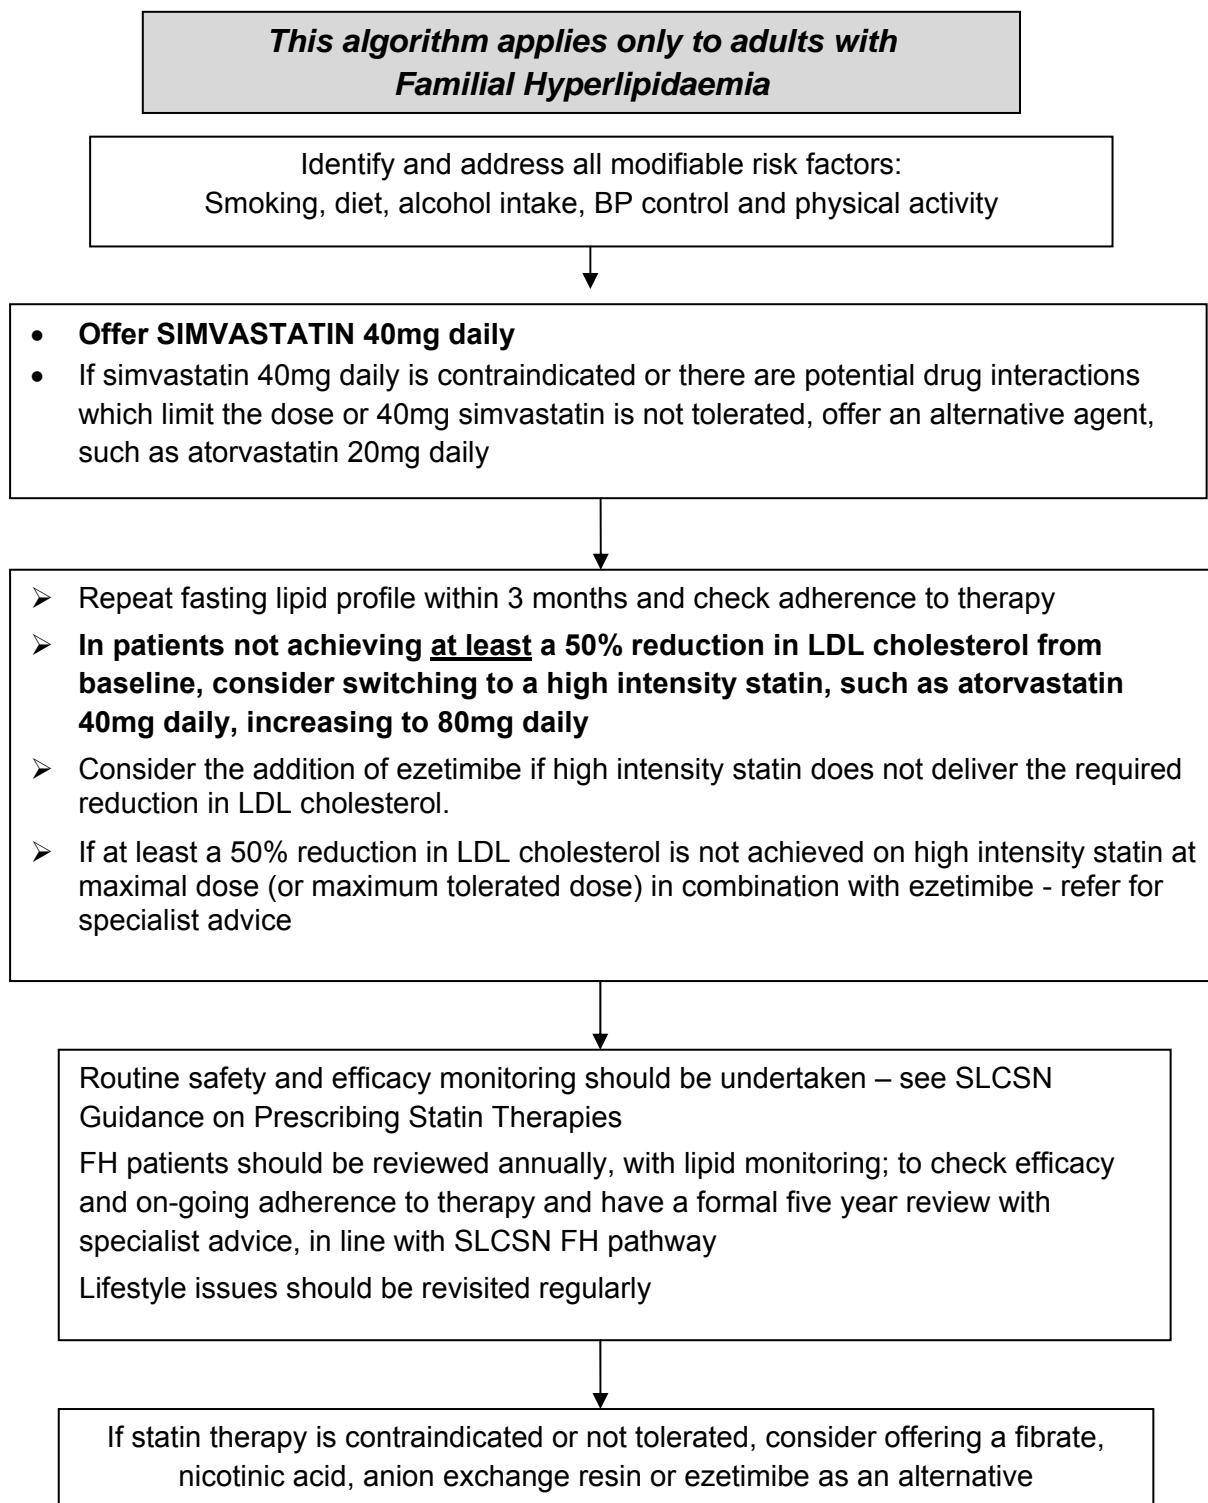 This algorithm applies only to adults with
Familial Hyperlipidaemia
Identify and address all modifiable risk factors:
Smoking, diet, alcohol intake, BP control and physical activity
• Offer SIMVASTATIN 40mg daily
• If simvastatin 40mg daily is contraindicated or there are potential drug interactions
which limit the dose or 40mg simvastatin is not tolerated, offer an alternative agent,
such as atorvastatin 20mg daily
➢ Repeat fasting lipid profile within 3 months and check adherence to therapy
➢ In patients not achieving at least a 50% reduction in LDL cholesterol from
baseline, consider switching to a high intensity statin, such as atorvastatin
40mg daily, increasing to 80mg daily
➢ Consider the addition of ezetimibe if high intensity statin does not deliver the required
reduction in LDL cholesterol.
➢ If at least a 50% reduction in LDL cholesterol is not achieved on high intensity statin at
maximal dose (or maximum tolerated dose) in combination with ezetimibe - refer for
specialist advice
Routine safety and efficacy monitoring should be undertaken – see SLCSN
Guidance on Prescribing Statin Therapies
FH patients should be reviewed annually, with lipid monitoring; to check efficacy
and on-going adherence to therapy and have a formal five year review with
specialist advice, in line with SLCSN FH pathway
Lifestyle issues should be revisited regularly
If statin therapy is contraindicated or not tolerated, consider offering a fibrate,
nicotinic acid, anion exchange resin or ezetimibe as an alternative